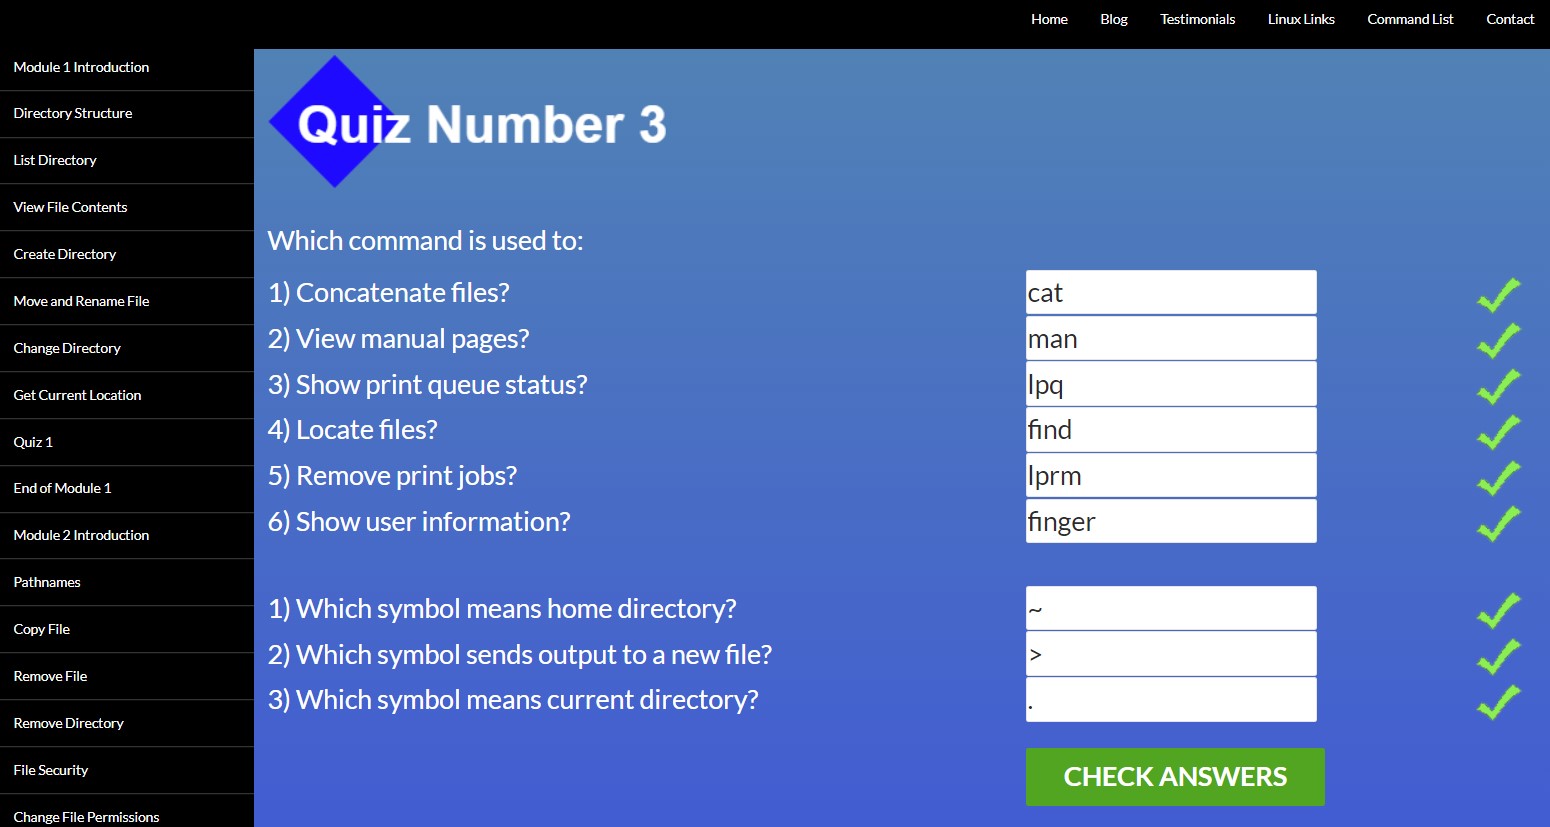 Home Blog Testimonials Linux Links Command List Contact
Module 1 Introduction
Directory Structure
List Directory
View File Contents
Create Directory
Move and Rename File
Change Directory
Get Current Location
Quiz 1
End of Module 1
Module 2 Introduction
Pathnames
Copy File
Remove File
Remove Directory
File Security
Change File Permissions
Quiz Number 3
Which command is used to:
1) Concatenate files? cat
2) View manual pages? man
3) Show print queue status? lpq
4) Locate files? find
5) Remove print jobs? lprm
6) Show user information? finger
1) Which symbol means home directory? ~
2) Which symbol sends output to a new file? >
3) Which symbol means current directory? .
CHECK ANSWERS